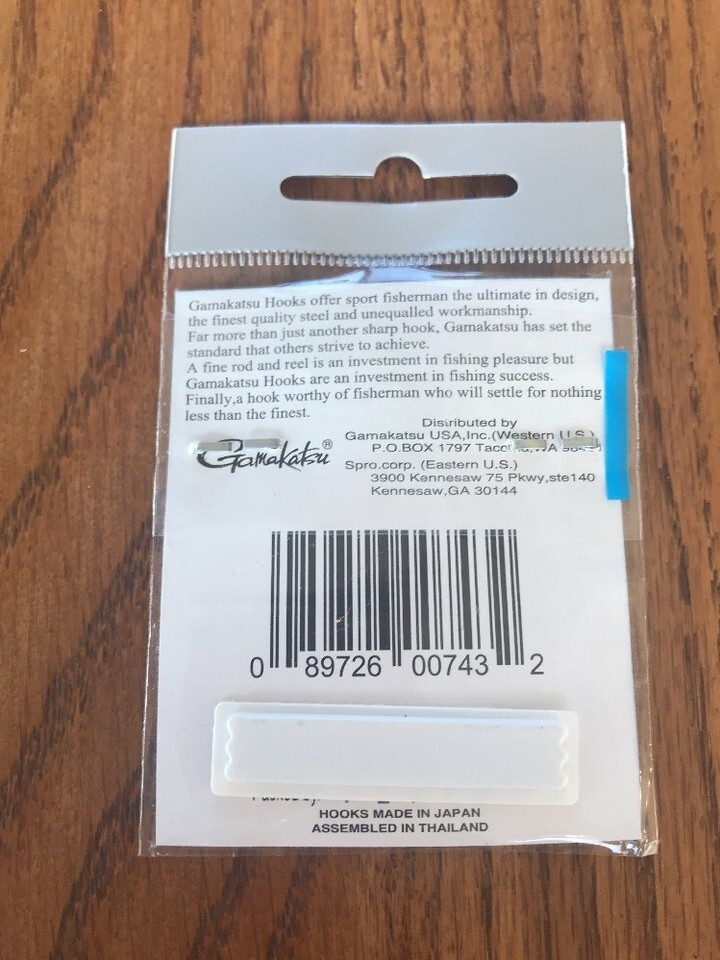 Gamakatsu Hooks offer sport fisherman the ultimate in design,
the finest quality steel and unequalled workmanship.
Far more than just another sharp hook, Gamakatsu has set the
standard that others strive to achieve.
A fine rod and reel is an investment in fishing pleasure but
Gamakatsu Hooks are an investment in fishing success.
Finally,a hook worthy of fisherman who will settle for nothing
less than the finest.
Distributed by
Gamakatsu USA,Inc.(Western U.S.)
P.O.BOX 1797
Gamakatsu®
Spro.corp. (Eastern U.S.)
3900 Kennesaw 75 Pkwy,ste140
Kennesaw,GA 30144
0 89726 00743 2
HOOKS MADE IN JAPAN
ASSEMBLED IN THAILAND